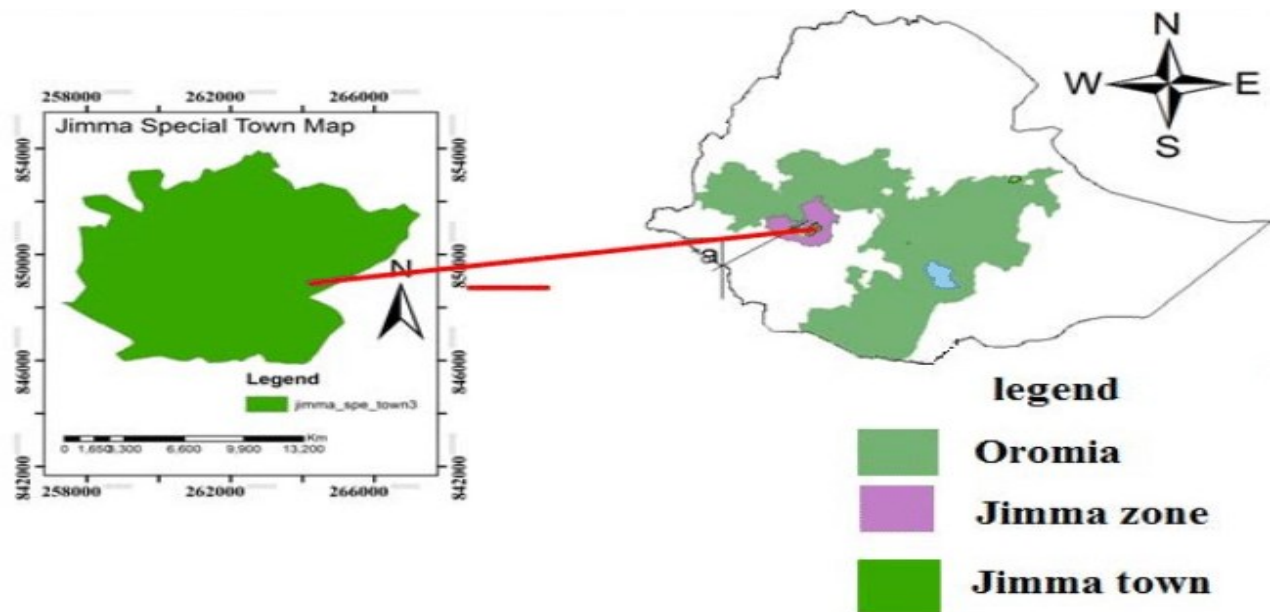 258000 262000 266000
Jimma Special Town Map
854000
850000
846000
842000
N
Legend
jimma_spe_town3
Km
0 1,650 3,300 6,600 9,900 13,200
258000 262000 266000
854000
850000
846000
842000
N
W E
S
legend
Oromia
Jimma zone
Jimma town